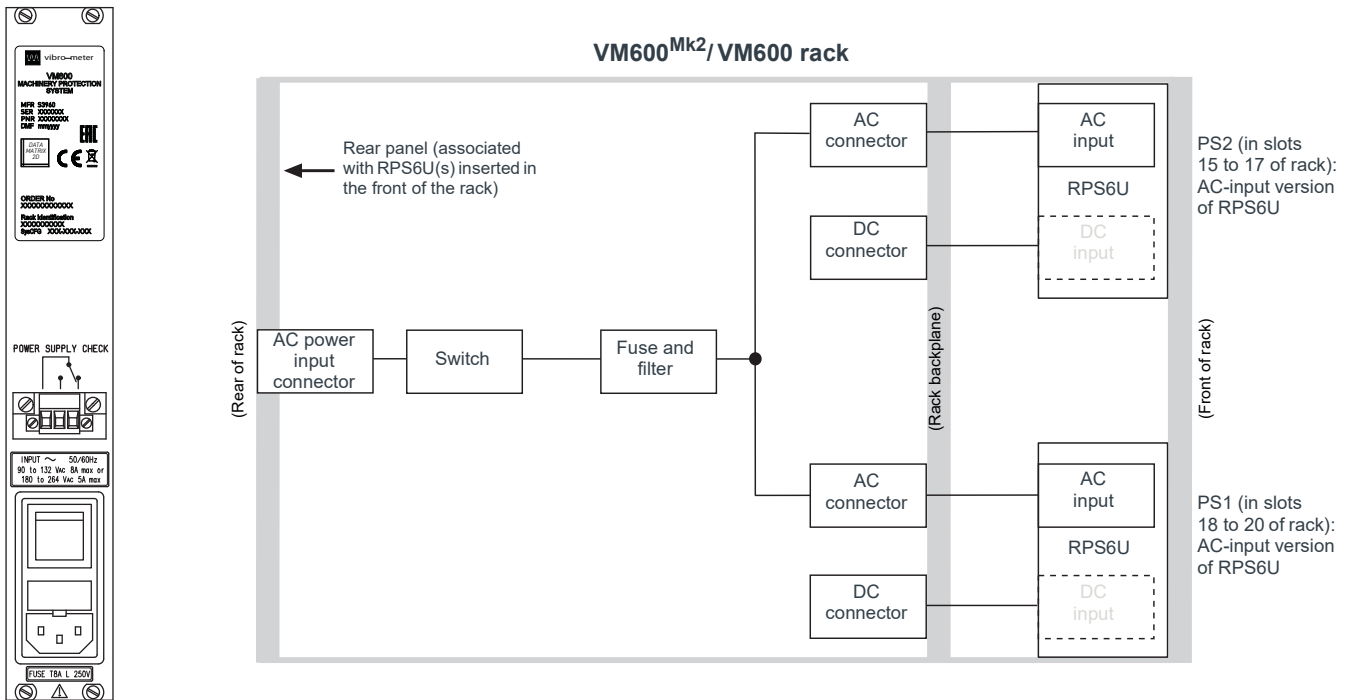 vibro-meter
VM600
MACHINERY PROTECTION
SYSTEM
MFR S3960
SER XXXXXXX
PNR XXXXXXXX
DMF mmyyyy
EAC
DATA
MATRIX
2D
CE
ORDER No
XXXXXXXXXXXX
Rack Identification
XXXXXXXXXX
SysCFG XXX-XXX-XXX
POWER SUPPLY CHECK
INPUT ~ 50/60Hz
90 to 132 VAC 8A max or
180 to 264 VAC 5A max
FUSE T8A L 250V
VM600Mk2/ VM600 rack
Rear panel (associated
with RPS6U(s) inserted in
the front of the rack)
(Rear of rack)
AC power
input
connector
Switch
Fuse and
filter
AC
connector
DC
connector
AC
connector
DC
connector
(Rack backplane)
AC
input
RPS6U
DC
input
AC
input
RPS6U
DC
input
(Front of rack)
PS2 (in slots
15 to 17 of rack):
AC-input version
of RPS6U
PS1 (in slots
18 to 20 of rack):
AC-input version
of RPS6U